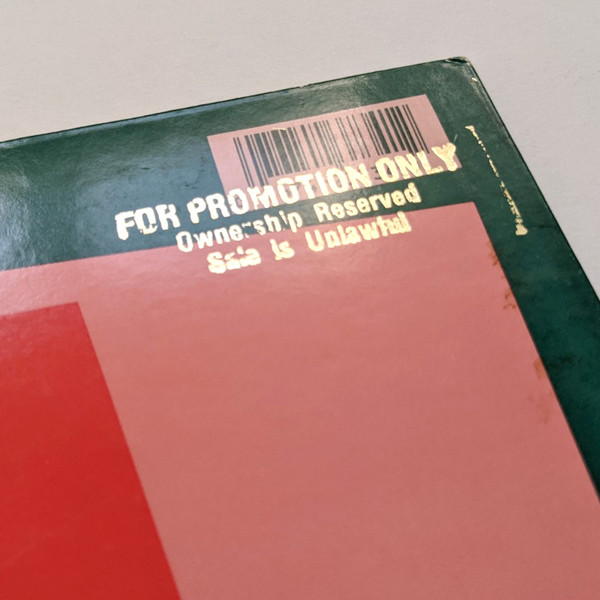 FOR PROMOTION ONLY
Ownership Reserved
Sale is Unlawful